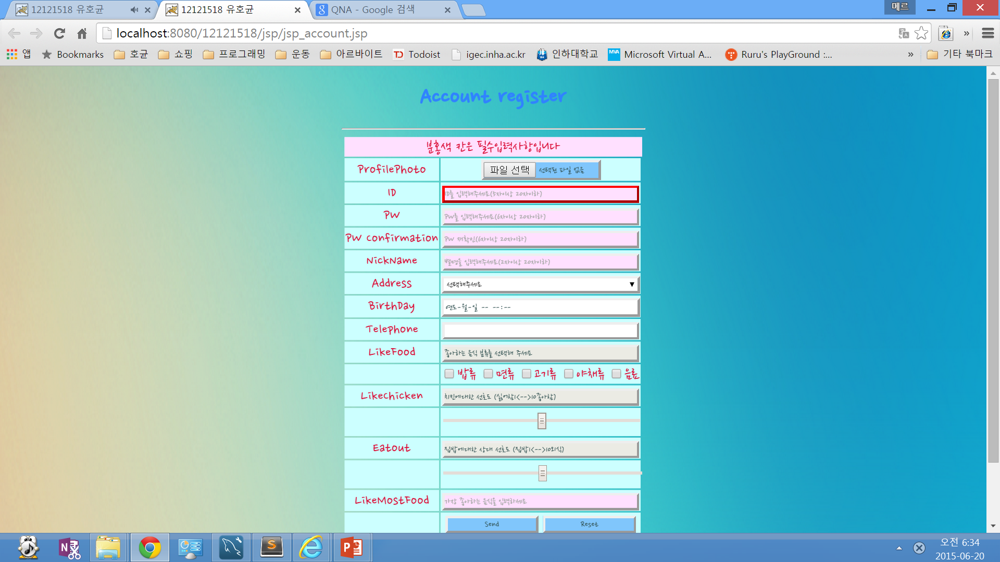 12121518 유호균
12121518 유호균
QNA - Google 검색
메르
localhost:8080/12121518/jsp/jsp_account.jsp
앱 Bookmarks 호균 쇼핑 프로그래밍 운동 아르바이트 Todoist igec.inha.ac.kr 인하대학교 MVA Microsoft Virtual A... Ruru's PlayGround :... » 기타 북마크
Account register
분홍색 칸은 필수입력사항입니다
ProfilePhoto 파일 선택 선택된 파일 없음
ID ID를 입력해주세요(5자이상 20자이하)
PW PW를 입력해주세요(6자이상 20자이하)
PW confirmation PW 재확인(6자이상 20자이하)
NickName 별명을 입력해주세요(2자이상 20자이하)
Address 선택해주세요
BirthDay 연도-월-일 -- --:--
Telephone
LikeFood 좋아하는 음식 분류를 선택해 주세요
밥류 면류 고기류 야채류 음료
Likechicken 치킨에대한 선호도 (싫어함1<-->10좋아함)
Eatout 집밥에대한 상대 선호도 (집밥1<-->10외식)
LikeMostFood 가장 좋아하는 음식을 입력하세요
Send Reset
오전 6:34
2015-06-20